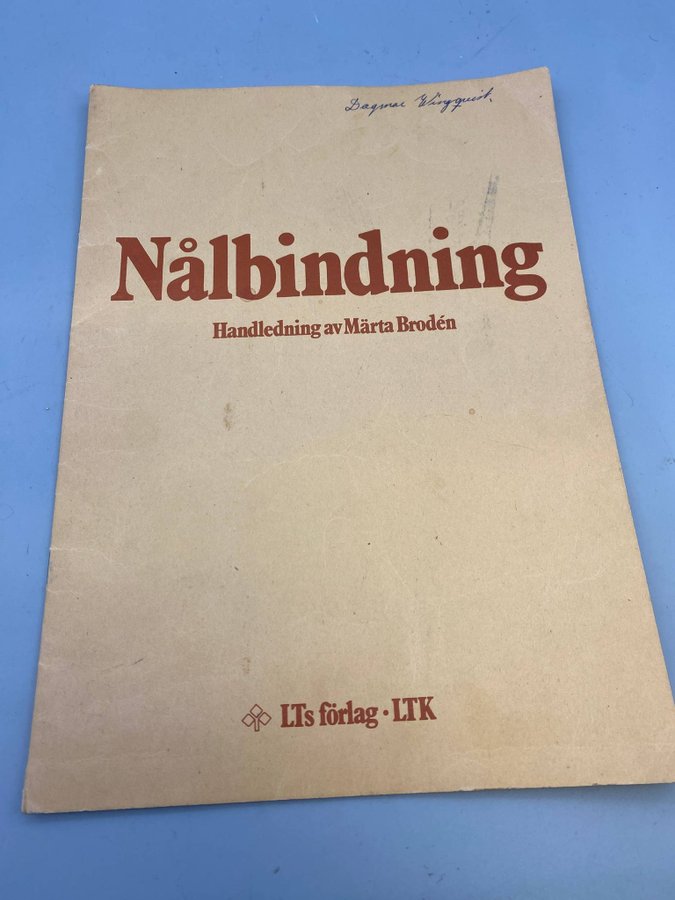 Dagmar Wingquist.
Nålbindning
Handledning av Märta Brodén
LTs förlag · LTK